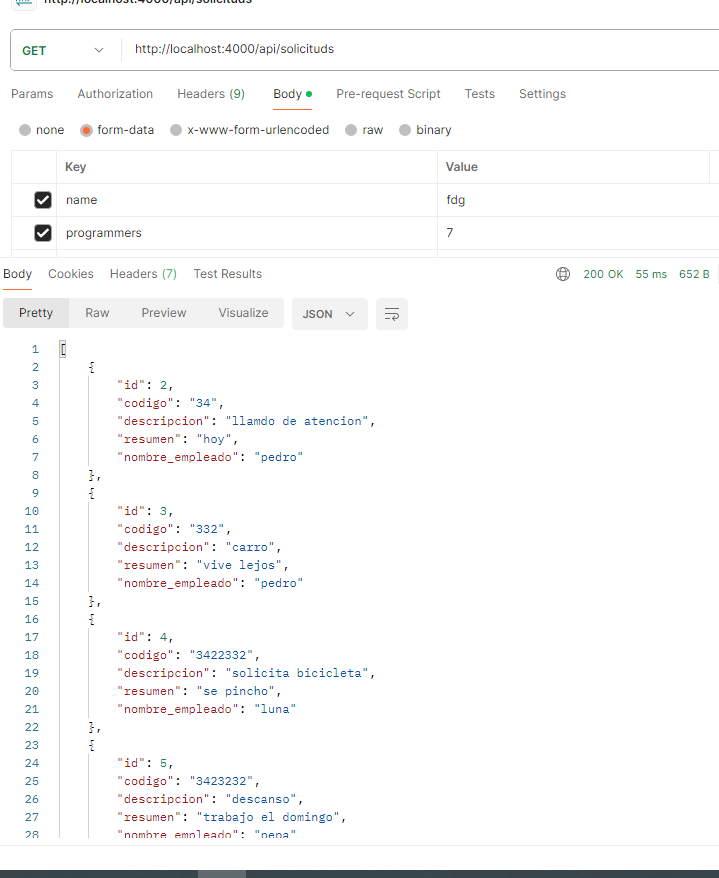 http://localhost:4000/api/solicituds
GET http://localhost:4000/api/solicituds
Params Authorization Headers (9) Body Pre-request Script Tests Settings
none form-data x-www-form-urlencoded raw binary
Key Value
name fdg
programmers 7
Body Cookies Headers (7) Test Results 200 OK 55 ms 652 B
Pretty Raw Preview Visualize JSON
1 [
2 {
3 "id": 2,
4 "codigo": "34",
5 "descripcion": "llamdo de atencion",
6 "resumen": "hoy",
7 "nombre_empleado": "pedro"
8 },
9 {
10 "id": 3,
11 "codigo": "332",
12 "descripcion": "carro",
13 "resumen": "vive lejos",
14 "nombre_empleado": "pedro"
15 },
16 {
17 "id": 4,
18 "codigo": "3422332",
19 "descripcion": "solicita bicicleta",
20 "resumen": "se pincho",
21 "nombre_empleado": "luna"
22 },
23 {
24 "id": 5,
25 "codigo": "3423232",
26 "descripcion": "descanso",
27 "resumen": "trabajo el domingo",
28 "nombre_empleado": "pepa"